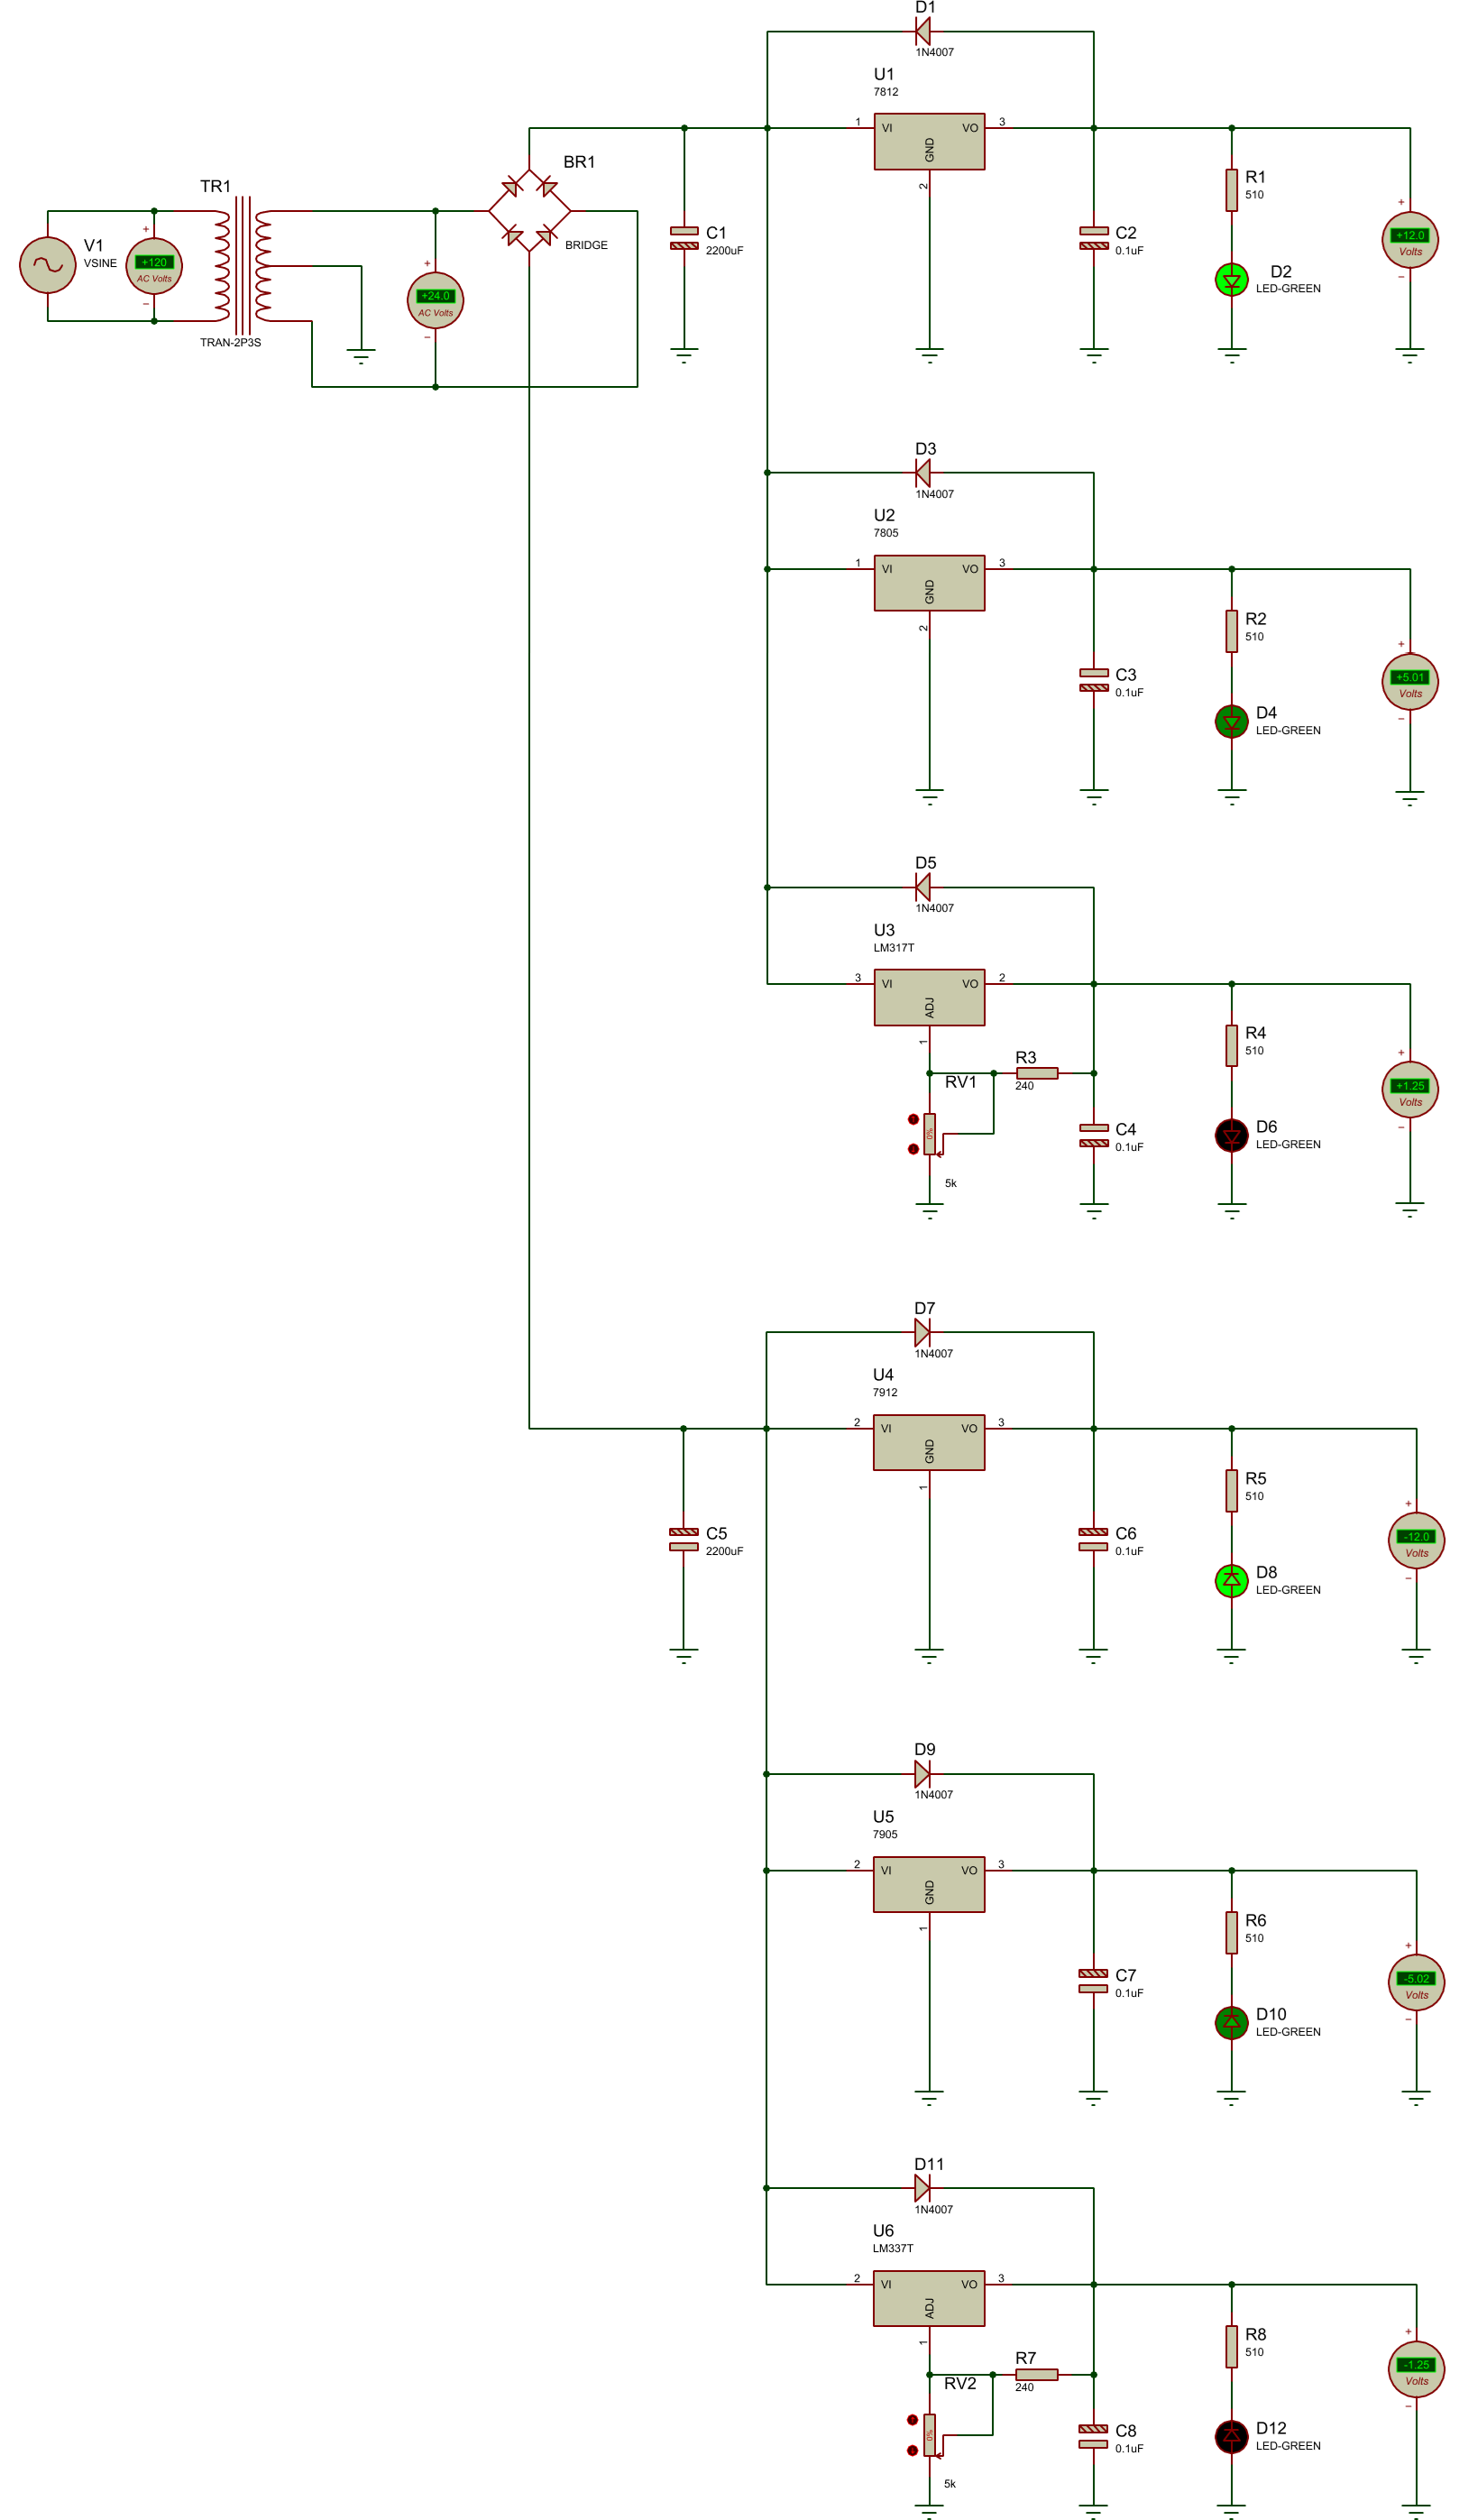 D1
1N4007
U1
7812
1
VI
VO
3
GND
2
BR1
BRIDGE
TR1
TRAN-2P3S
V1
VSINE
+
+120
AC Volts
−
+
+24.0
AC Volts
−
C1
2200uF
C2
0.1uF
R1
510
D2
LED-GREEN
+
+12.0
Volts
−
D3
1N4007
U2
7805
1
VI
VO
3
GND
2
C3
0.1uF
R2
510
D4
LED-GREEN
+
+5.01
Volts
−
D5
1N4007
U3
LM317T
3
VI
VO
2
ADJ
1
R3
240
RV1
0%
5k
C4
0.1uF
R4
510
D6
LED-GREEN
+
+1.25
Volts
−
D7
1N4007
U4
7912
2
VI
VO
3
GND
1
C5
2200uF
C6
0.1uF
R5
510
D8
LED-GREEN
+
-12.0
Volts
−
D9
1N4007
U5
7905
2
VI
VO
3
GND
1
C7
0.1uF
R6
510
D10
LED-GREEN
+
-5.02
Volts
−
D11
1N4007
U6
LM337T
2
VI
VO
3
ADJ
1
R7
240
RV2
0%
5k
C8
0.1uF
R8
510
D12
LED-GREEN
+
-1.25
Volts
−